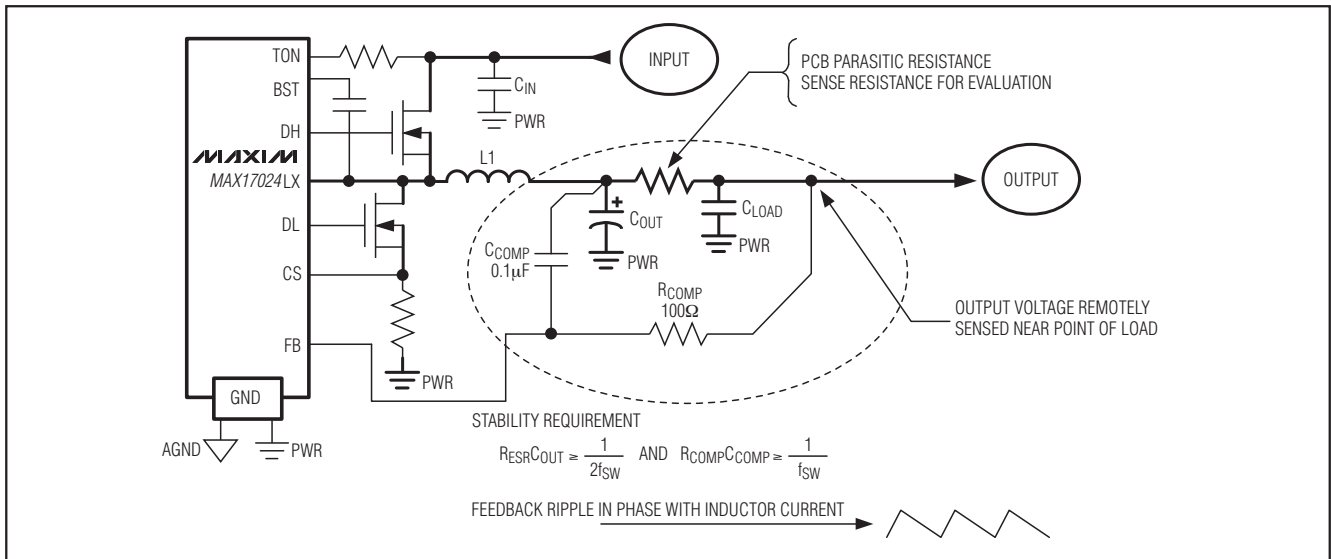 TON
BST
DH
MAXIM
MAX17024
LX
DL
CS
FB
GND
AGND
PWR
PWR
INPUT
CIN
PWR
L1
PCB PARASITIC RESISTANCE
SENSE RESISTANCE FOR EVALUATION
OUTPUT
+
COUT
PWR
CLOAD
PWR
CCOMP
0.1μF
RCOMP
100Ω
OUTPUT VOLTAGE REMOTELY
SENSED NEAR POINT OF LOAD
STABILITY REQUIREMENT
RESRCOUT ≥ 1/2fSW AND RCOMPCCOMP ≥ 1/fSW
FEEDBACK RIPPLE IN PHASE WITH INDUCTOR CURRENT